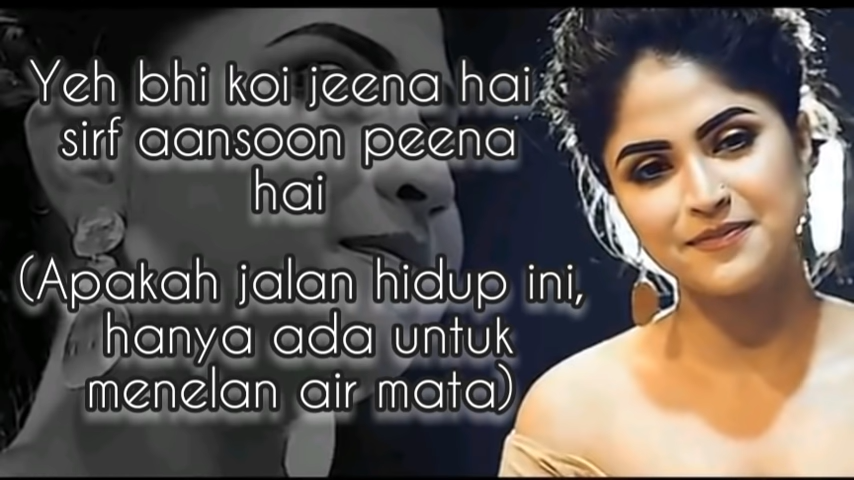 Yeh bhi koi jeena hai
sirf aansoon peena
hai
(Apakah jalan hidup ini,
hanya ada untuk
menelan air mata)